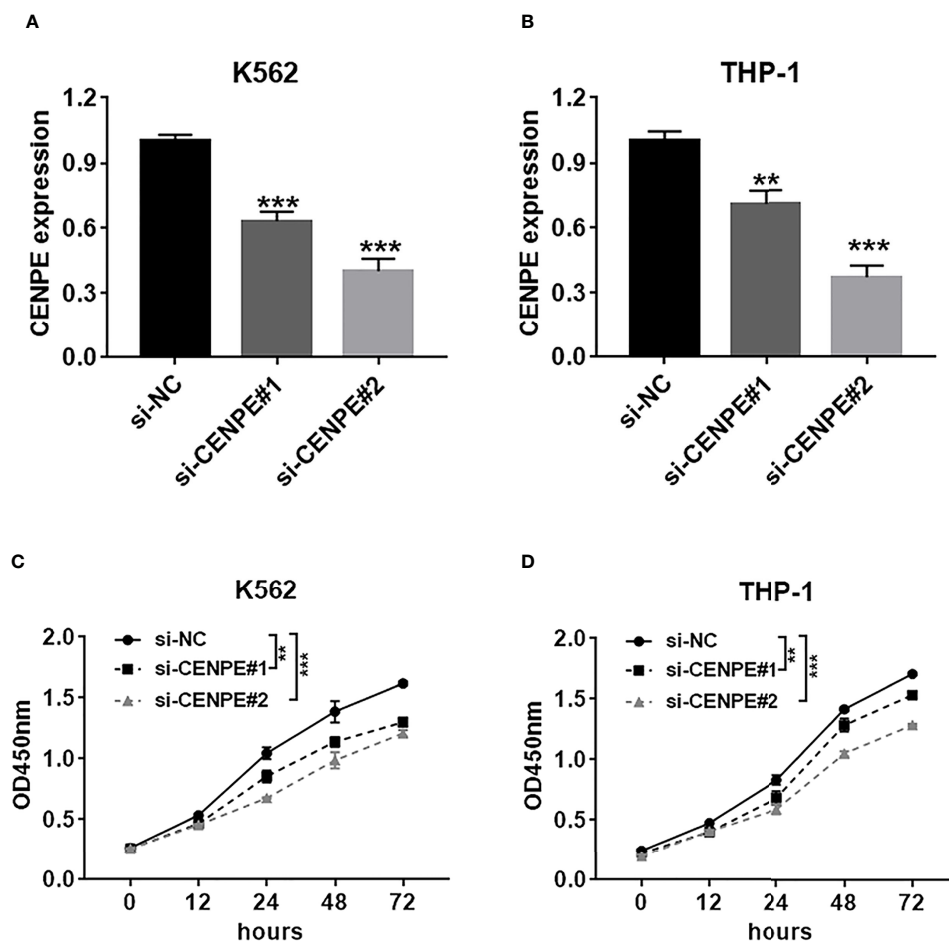 A
B
K562
THP-1
CENPE expression
1.2
0.9
0.6
0.3
0.0
***
***
si-NC
si-CENPE#1
si-CENPE#2
CENPE expression
1.2
0.9
0.6
0.3
0.0
**
***
si-NC
si-CENPE#1
si-CENPE#2
C
D
K562
THP-1
OD450nm
2.0
1.5
1.0
0.5
0.0
si-NC
si-CENPE#1
si-CENPE#2
**
***
0 12 24 48 72
hours
OD450nm
2.0
1.5
1.0
0.5
0.0
si-NC
si-CENPE#1
si-CENPE#2
**
***
0 12 24 48 72
hours